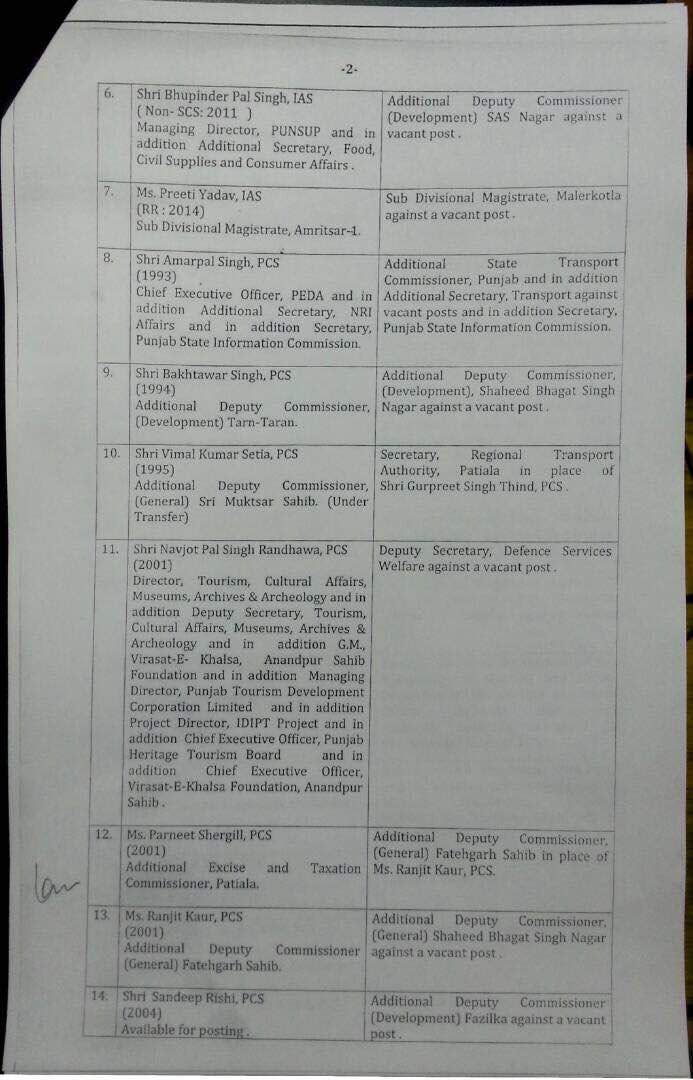 -2-
6.
Shri Bhupinder Pal Singh, IAS
( Non- SCS: 2011 )
Managing Director, PUNSUP and in
addition Additional Secretary, Food,
Civil Supplies and Consumer Affairs .
Additional Deputy Commissioner
(Development) SAS Nagar against a
vacant post .
7.
Ms. Preeti Yadav, IAS
(RR : 2014)
Sub Divisional Magistrate, Amritsar-1.
Sub Divisional Magistrate, Malerkotla
against a vacant post .
8.
Shri Amarpal Singh, PCS
(1993)
Chief Executive Officer, PEDA and in
addition Additional Secretary, NRI
Affairs and in addition Secretary,
Punjab State Information Commission.
Additional State Transport
Commissioner, Punjab and in addition
Additional Secretary, Transport against
vacant posts and in addition Secretary,
Punjab State Information Commission.
9.
Shri Bakhtawar Singh, PCS
(1994)
Additional Deputy Commissioner,
(Development) Tarn-Taran.
Additional Deputy Commissioner,
(Development), Shaheed Bhagat Singh
Nagar against a vacant post .
10.
Shri Vimal Kumar Setia, PCS
(1995)
Additional Deputy Commissioner,
(General) Sri Muktsar Sahib. (Under
Transfer)
Secretary, Regional Transport
Authority, Patiala in place of
Shri Gurpreet Singh Thind, PCS .
11.
Shri Navjot Pal Singh Randhawa, PCS
(2001)
Director, Tourism, Cultural Affairs,
Museums, Archives & Archeology and in
addition Deputy Secretary, Tourism,
Cultural Affairs, Museums, Archives &
Archeology and in addition G.M.,
Virasat-E- Khalsa, Anandpur Sahib
Foundation and in addition Managing
Director, Punjab Tourism Development
Corporation Limited and in addition
Project Director, IDIPT Project and in
addition Chief Executive Officer, Punjab
Heritage Tourism Board and in
addition Chief Executive Officer,
Virasat-E-Khalsa Foundation, Anandpur
Sahib .
Deputy Secretary, Defence Services
Welfare against a vacant post .
12.
Ms. Parneet Shergill, PCS
(2001)
Additional Excise and Taxation
Commissioner, Patiala.
Additional Deputy Commissioner,
(General) Fatehgarh Sahib in place of
Ms. Ranjit Kaur, PCS.
13.
Ms. Ranjit Kaur, PCS
(2001)
Additional Deputy Commissioner
(General) Fatehgarh Sahib.
Additional Deputy Commissioner,
(General) Shaheed Bhagat Singh Nagar
against a vacant post .
14.
Shri Sandeep Rishi, PCS
(2004)
Available for posting .
Additional Deputy Commissioner
(Development) Fazilka against a vacant
post .